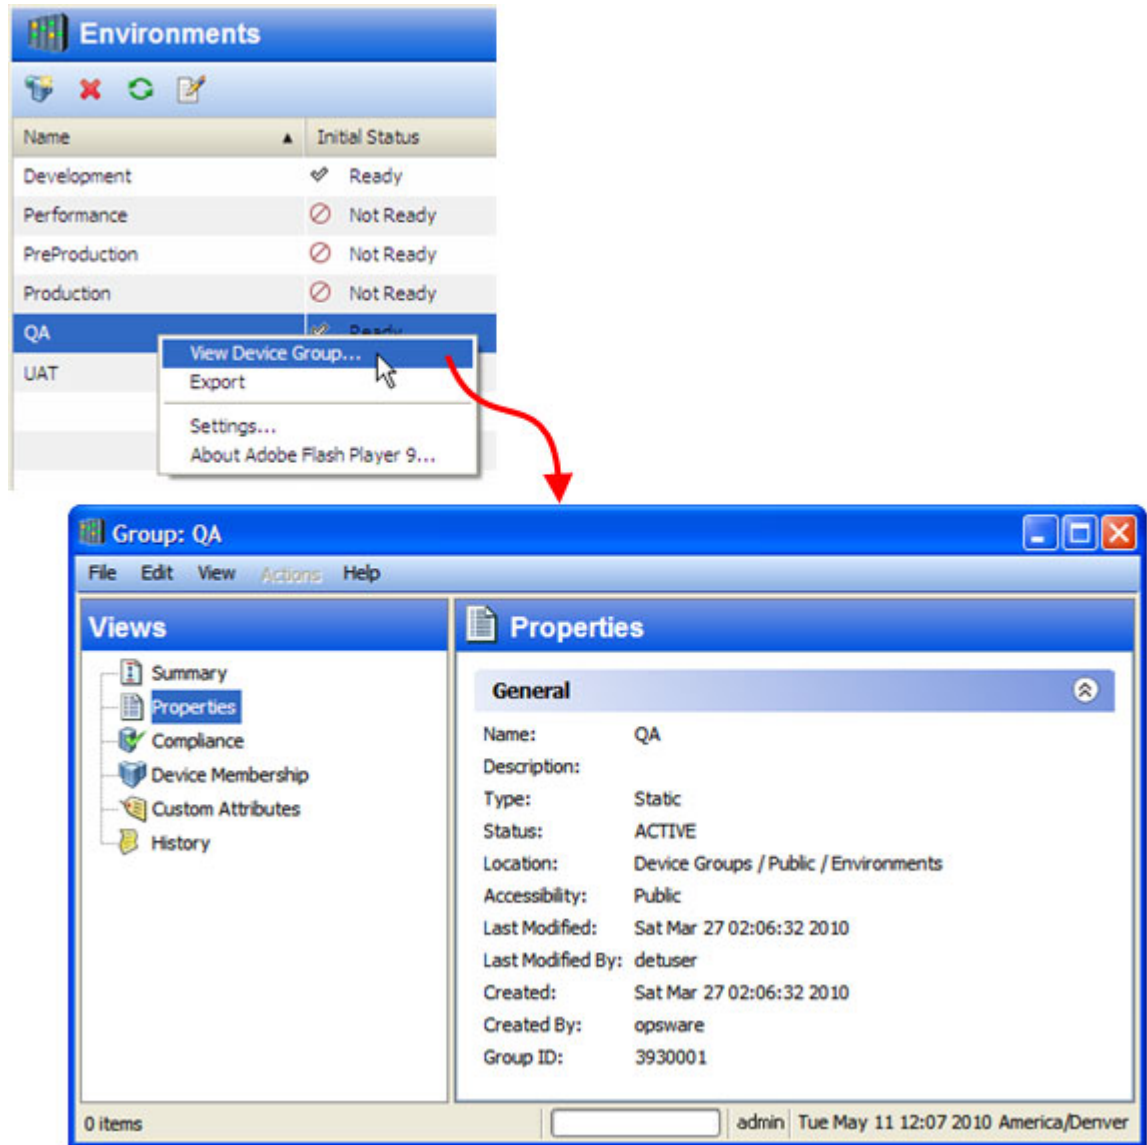 Environments
Name Initial Status
Development Ready
Performance Not Ready
PreProduction Not Ready
Production Not Ready
QA Ready
UAT
View Device Group...
Export
Settings...
About Adobe Flash Player 9...
Group: QA
File Edit View Actions Help
Views
Summary
Properties
Compliance
Device Membership
Custom Attributes
History
Properties
General
Name: QA
Description:
Type: Static
Status: ACTIVE
Location: Device Groups / Public / Environments
Accessibility: Public
Last Modified: Sat Mar 27 02:06:32 2010
Last Modified By: detuser
Created: Sat Mar 27 02:06:32 2010
Created By: opsware
Group ID: 3930001
0 items admin Tue May 11 12:07 2010 America/Denver